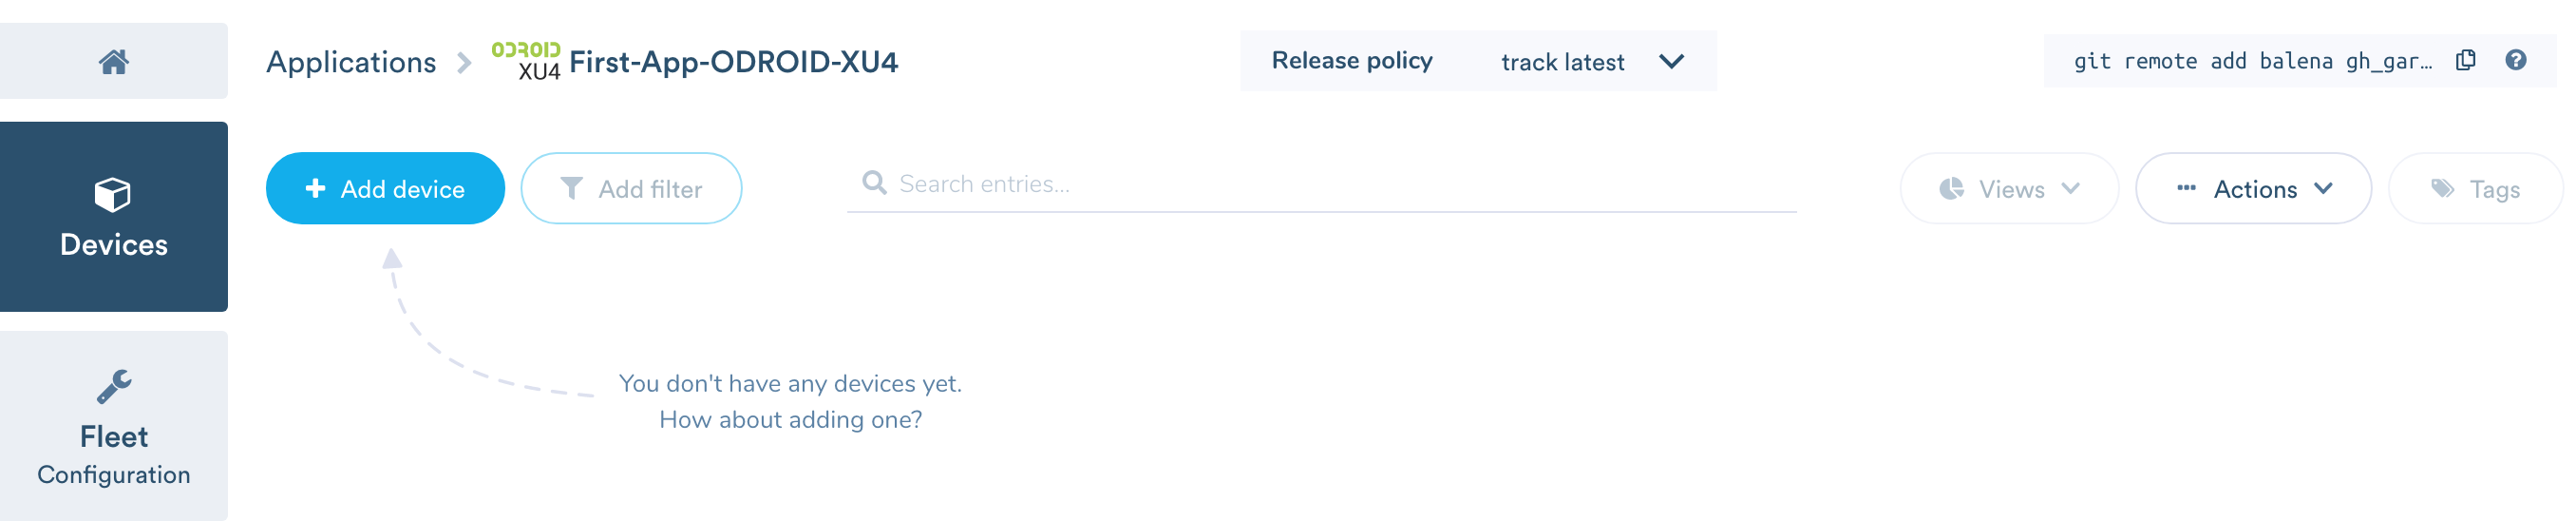 Applications
ODROID
XU4
First-App-ODROID-XU4
Release policy
track latest
git remote add balena gh_gar…
Devices
Add device
Add filter
Search entries...
Views
Actions
Tags
You don't have any devices yet.
How about adding one?
Fleet
Configuration